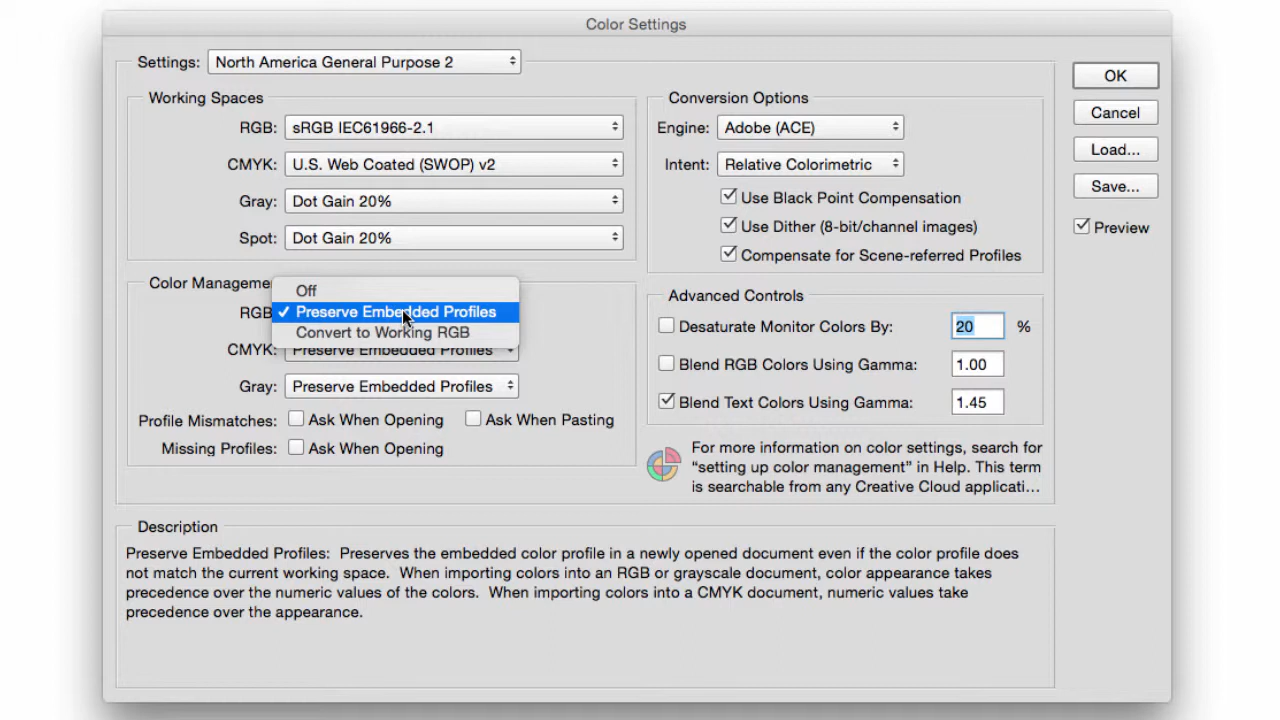 Color Settings
Settings: North America General Purpose 2
Working Spaces
RGB: sRGB IEC61966-2.1
CMYK: U.S. Web Coated (SWOP) v2
Gray: Dot Gain 20%
Spot: Dot Gain 20%
Color Manageme
Off
RGB Preserve Embedded Profiles
Convert to Working RGB
CMYK: Preserve Embedded Profiles
Gray: Preserve Embedded Profiles
Profile Mismatches: Ask When Opening Ask When Pasting
Missing Profiles: Ask When Opening
Conversion Options
Engine: Adobe (ACE)
Intent: Relative Colorimetric
Use Black Point Compensation
Use Dither (8-bit/channel images)
Compensate for Scene-referred Profiles
Advanced Controls
Desaturate Monitor Colors By: 20 %
Blend RGB Colors Using Gamma: 1.00
Blend Text Colors Using Gamma: 1.45
For more information on color settings, search for
“setting up color management” in Help. This term
is searchable from any Creative Cloud applicati...
OK
Cancel
Load...
Save...
Preview
Description
Preserve Embedded Profiles:  Preserves the embedded color profile in a newly opened document even if the color profile does
not match the current working space.  When importing colors into an RGB or grayscale document, color appearance takes
precedence over the numeric values of the colors.  When importing colors into a CMYK document, numeric values take
precedence over the appearance.